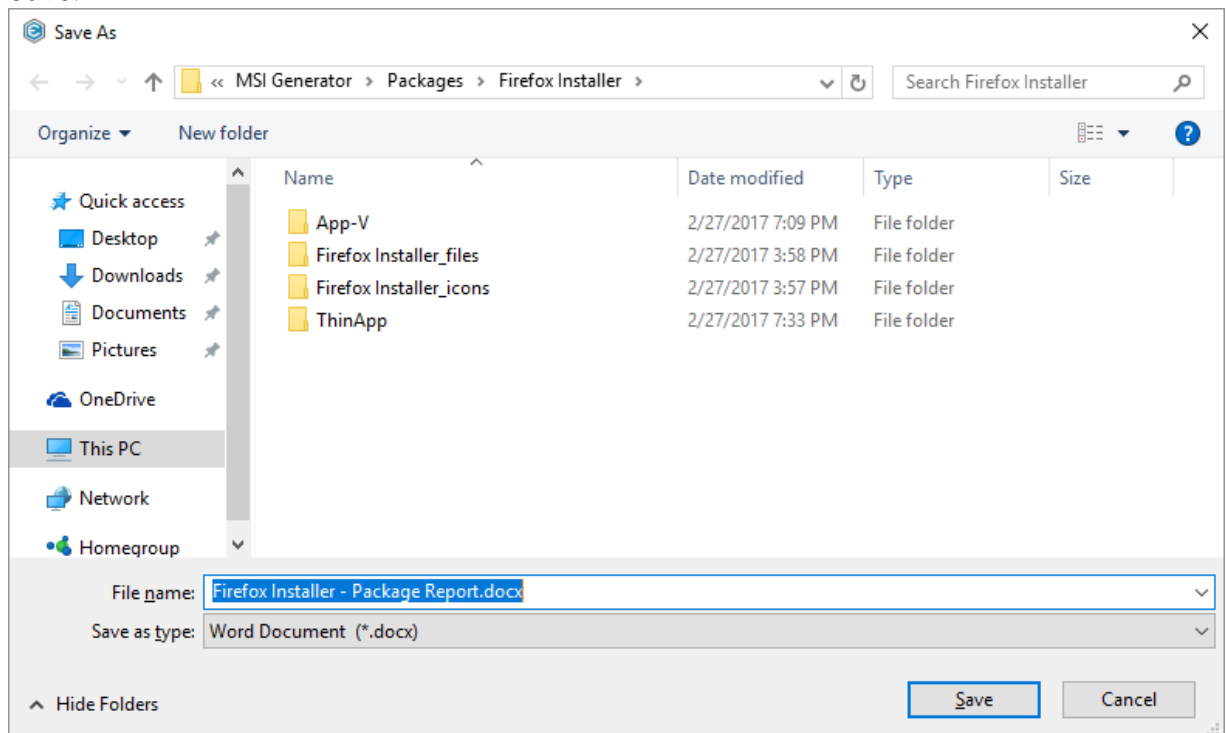 Save As
« MSI Generator > Packages > Firefox Installer >
Search Firefox Installer
Organize
New folder
?
Name Date modified Type Size
Quick access
Desktop
Downloads
Documents
Pictures
OneDrive
This PC
Network
Homegroup
App-V 2/27/2017 7:09 PM File folder
Firefox Installer_files 2/27/2017 3:58 PM File folder
Firefox Installer_icons 2/27/2017 3:57 PM File folder
ThinApp 2/27/2017 7:33 PM File folder
File name: Firefox Installer - Package Report.docx
Save as type: Word Document (*.docx)
Hide Folders
Save
Cancel